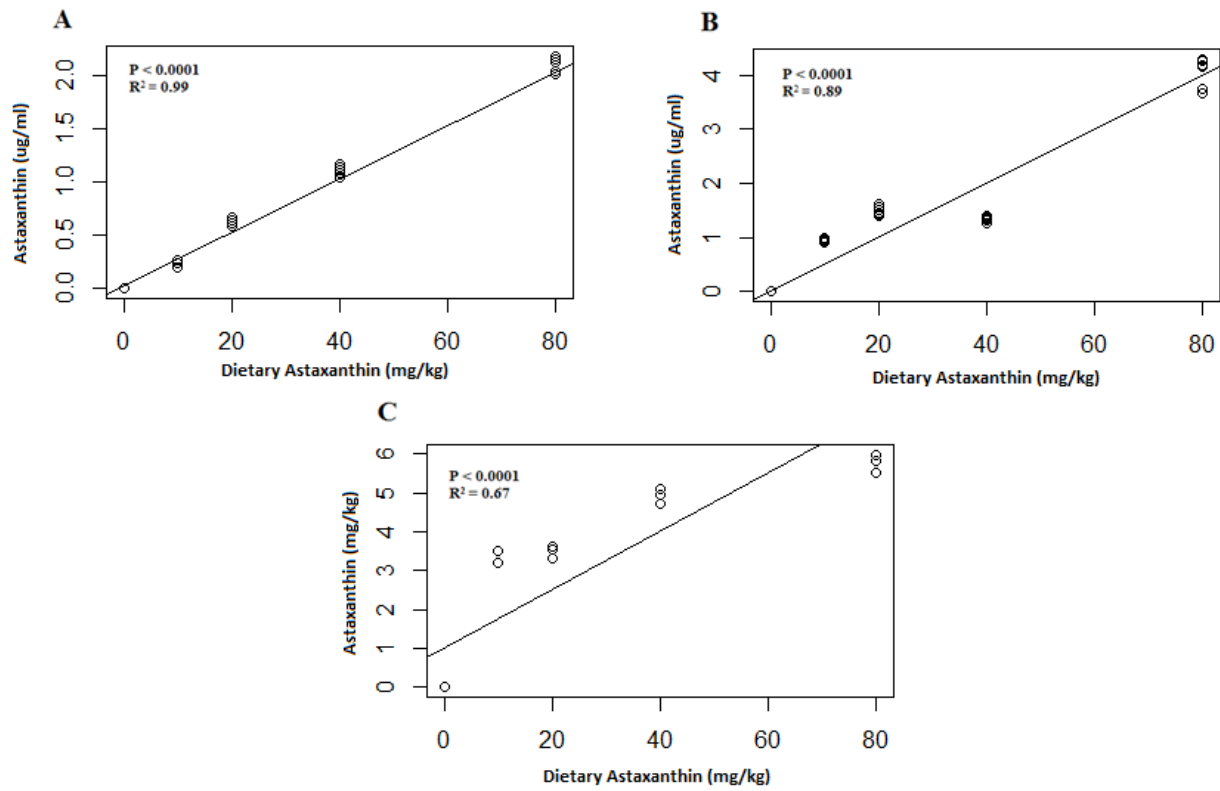 A
P < 0.0001
R² = 0.99
Astaxanthin (ug/ml)
0.0 0.5 1.0 1.5 2.0
0 20 40 60 80
Dietary Astaxanthin (mg/kg)
B
P < 0.0001
R² = 0.89
Astaxanthin (ug/ml)
0 1 2 3 4
0 20 40 60 80
Dietary Astaxanthin (mg/kg)
C
P < 0.0001
R² = 0.67
Astaxanthin (mg/kg)
0 1 2 3 4 5 6
0 20 40 60 80
Dietary Astaxanthin (mg/kg)